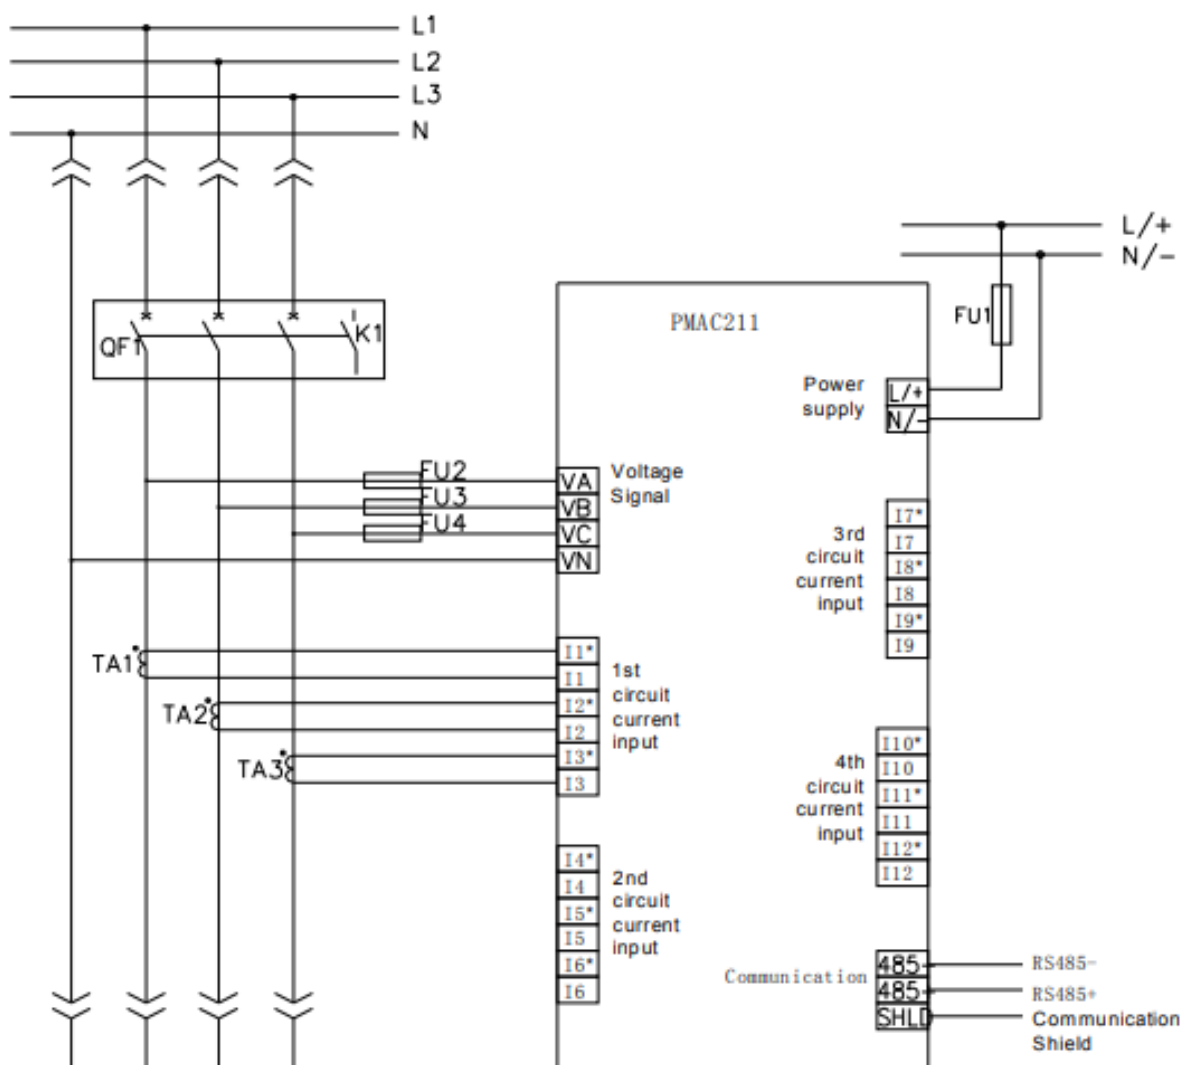 L1
L2
L3
N
L/+
N/-
FU1
PMAC211
QF1
K1
Power
supply
L/+
N/-
FU2
FU3
FU4
VA
VB
VC
VN
Voltage
Signal
I7*
I7
I8*
I8
I9*
I9
3rd
circuit
current
input
TA1
TA2
TA3
I1*
I1
I2*
I2
I3*
I3
1st
circuit
current
input
I10*
I10
I11*
I11
I12*
I12
4th
circuit
current
input
I4*
I4
I5*
I5
I6*
I6
2nd
circuit
current
input
Communication
485-
485-
SHLD
RS485-
RS485+
Communication
Shield